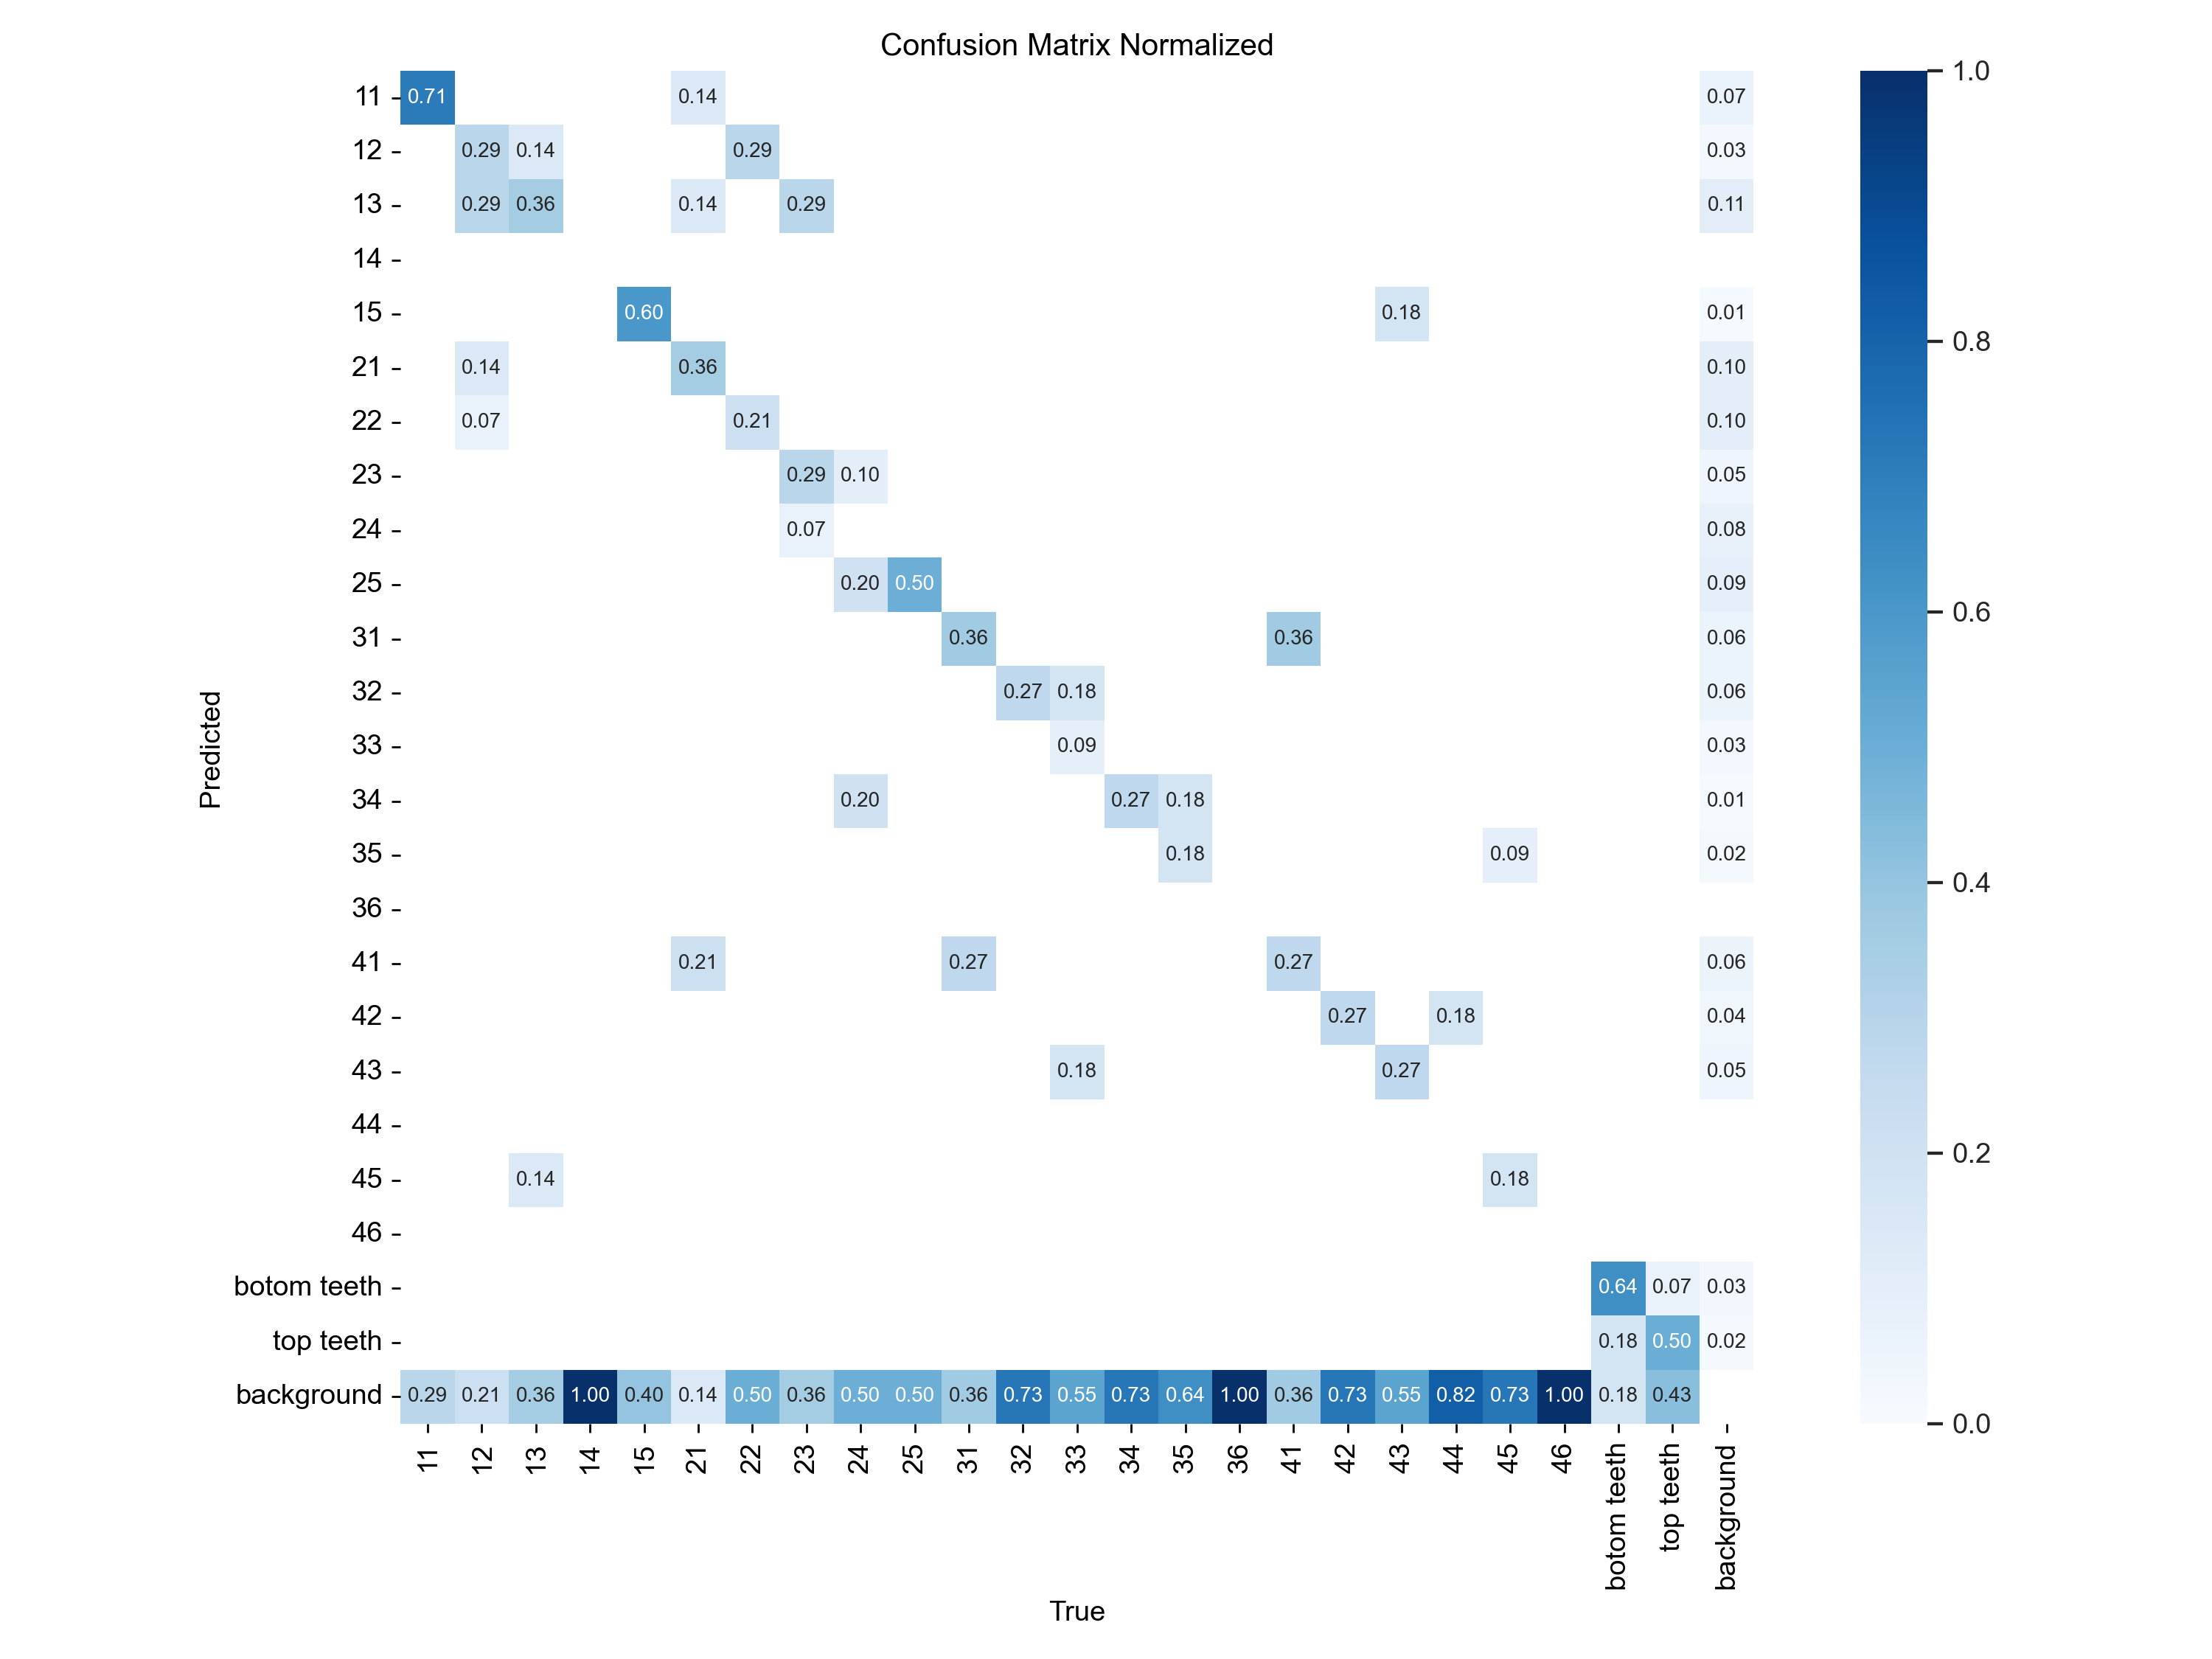 Confusion Matrix Normalized
11 0.71 0.14 0.07 1.0
12 0.29 0.14 0.29 0.03
13 0.29 0.36 0.14 0.29 0.11
14
15 0.60 0.18 0.01
0.8
21 0.14 0.36 0.10
22 0.07 0.21 0.10
23 0.29 0.10 0.05
24 0.07 0.08
25 0.20 0.50 0.09
0.6
31 0.36 0.36 0.06
32 0.27 0.18 0.06
Predicted
33 0.09 0.03
34 0.20 0.27 0.18 0.01
35 0.18 0.09 0.02
0.4
36
41 0.21 0.27 0.27 0.06
42 0.27 0.18 0.04
43 0.18 0.27 0.05
44
45 0.14 0.18
0.2
46
botom teeth 0.64 0.07 0.03
top teeth 0.18 0.50 0.02
background 0.29 0.21 0.36 1.00 0.40 0.14 0.50 0.36 0.50 0.50 0.36 0.73 0.55 0.73 0.64 1.00 0.36 0.73 0.55 0.82 0.73 1.00 0.18 0.43
0.0
11 12 13 14 15 21 22 23 24 25 31 32 33 34 35 36 41 42 43 44 45 46 botom teeth top teeth background
True